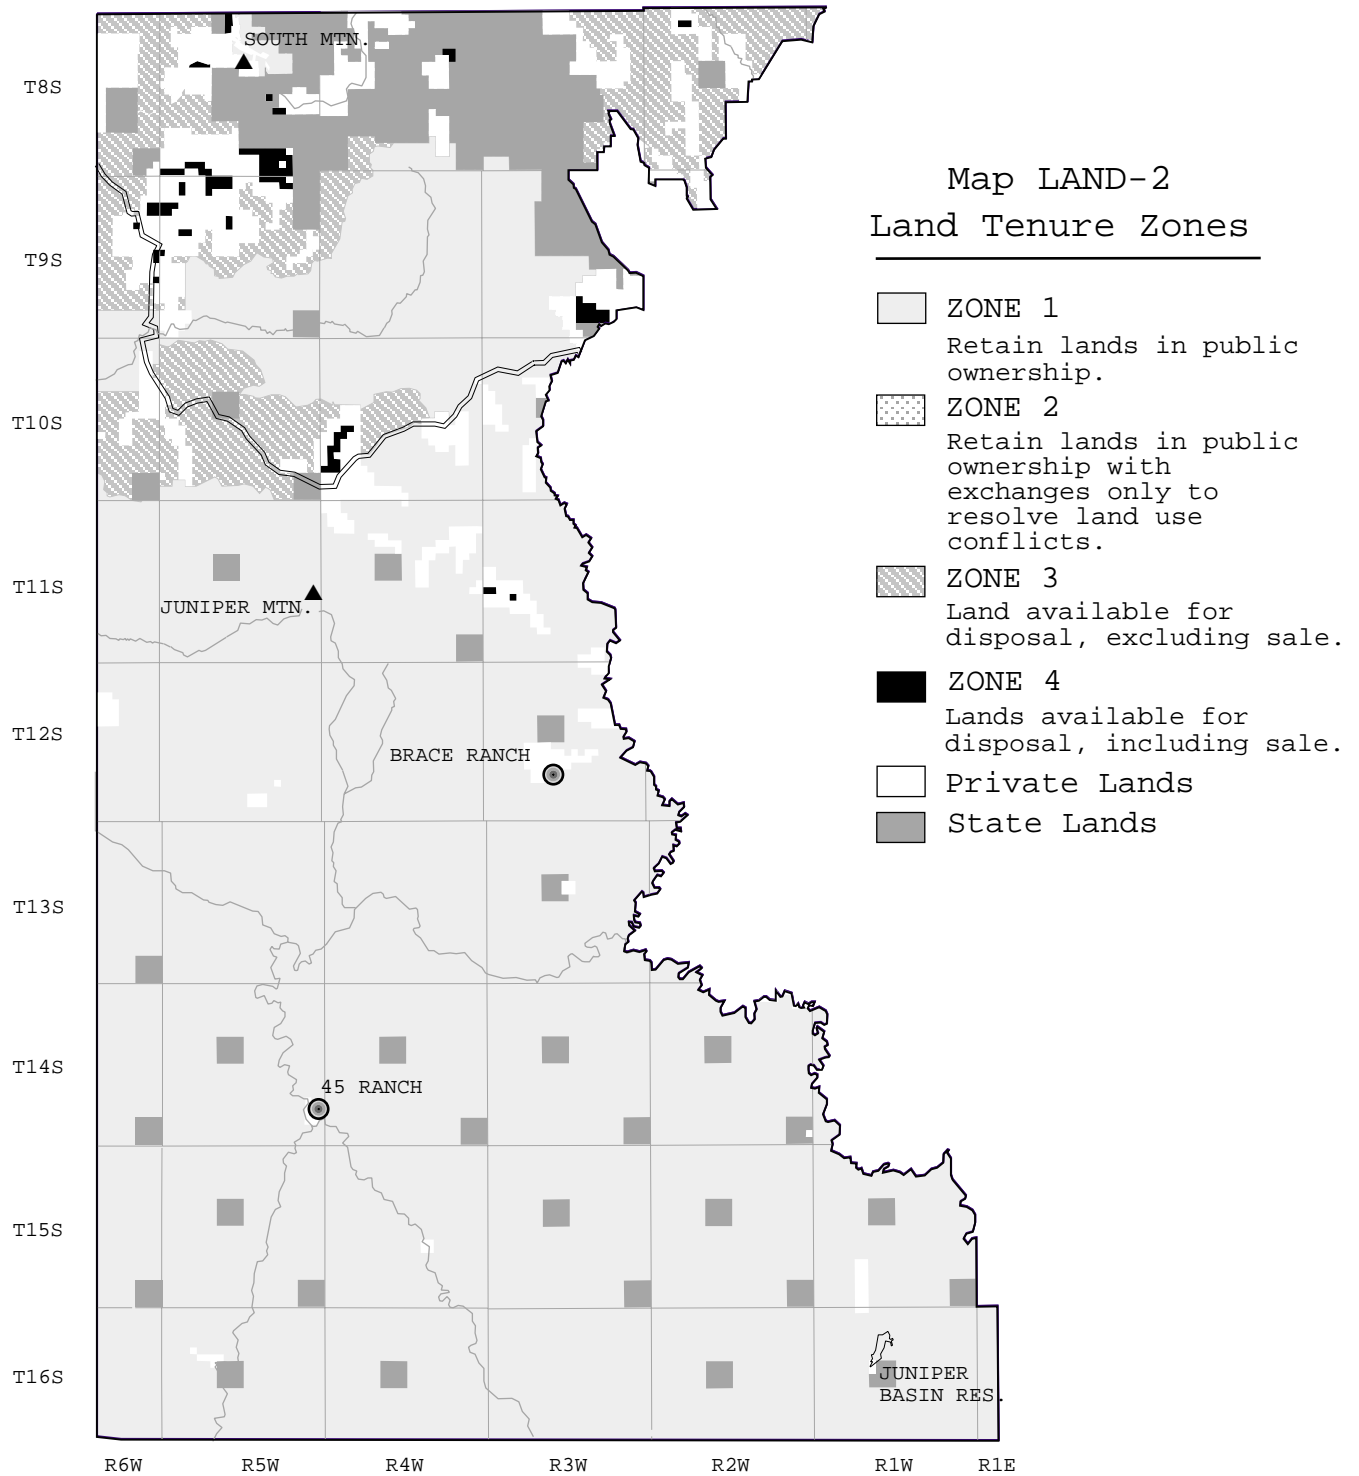 SOUTH MTN.
T8S
T9S
T10S
T11S
T12S
T13S
T14S
T15S
T16S
JUNIPER MTN.
BRACE RANCH
45 RANCH
JUNIPER
BASIN RES.
R6W R5W R4W R3W R2W R1W R1E
Map LAND-2
Land Tenure Zones
ZONE 1
Retain lands in public
ownership.
ZONE 2
Retain lands in public
ownership with
exchanges only to
resolve land use
conflicts.
ZONE 3
Land available for
disposal, excluding sale.
ZONE 4
Lands available for
disposal, including sale.
Private Lands
State Lands